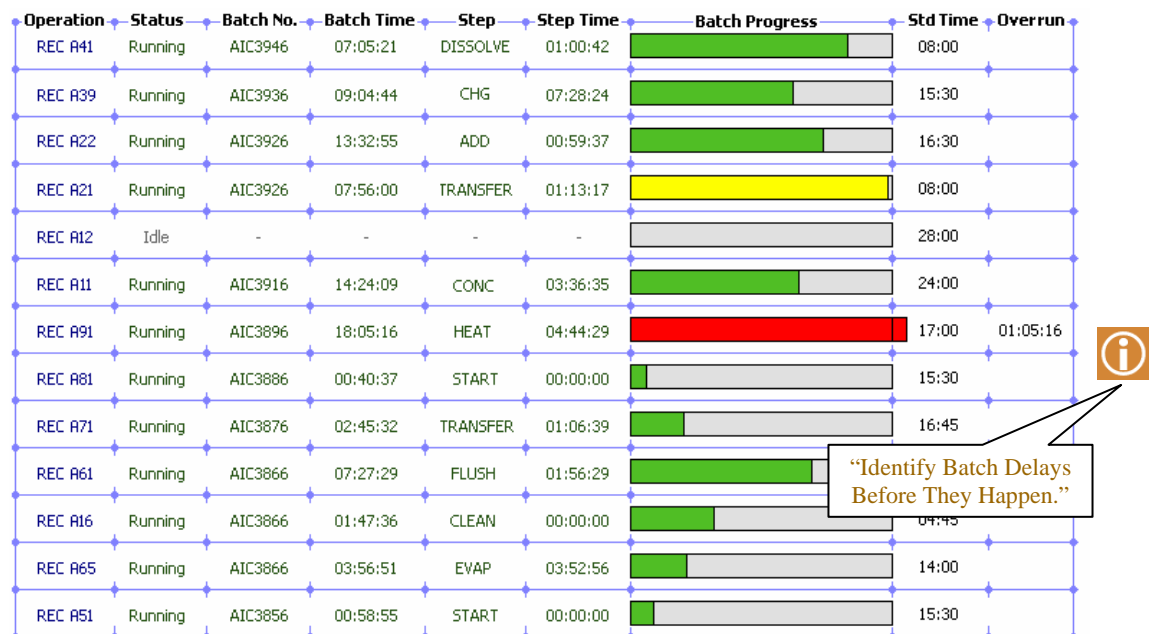 Operation Status Batch No. Batch Time Step Step Time Batch Progress Std Time Overrun
REC A41 Running AIC3946 07:05:21 DISSOLVE 01:00:42 08:00
REC A39 Running AIC3936 09:04:44 CHG 07:28:24 15:30
REC A22 Running AIC3926 13:32:55 ADD 00:59:37 16:30
REC A21 Running AIC3926 07:56:00 TRANSFER 01:13:17 08:00
REC A12 Idle - - - - 28:00
REC A11 Running AIC3916 14:24:09 CONC 03:36:35 24:00
REC A91 Running AIC3896 18:05:16 HEAT 04:44:29 17:00 01:05:16
REC A81 Running AIC3886 00:40:37 START 00:00:00 15:30
REC A71 Running AIC3876 02:45:32 TRANSFER 01:06:39 16:45
REC A61 Running AIC3866 07:27:29 FLUSH 01:56:29
“Identify Batch Delays
Before They Happen.”
REC A16 Running AIC3866 01:47:36 CLEAN 00:00:00 04:45
REC A65 Running AIC3866 03:56:51 EVAP 03:52:56 14:00
REC A51 Running AIC3856 00:58:55 START 00:00:00 15:30